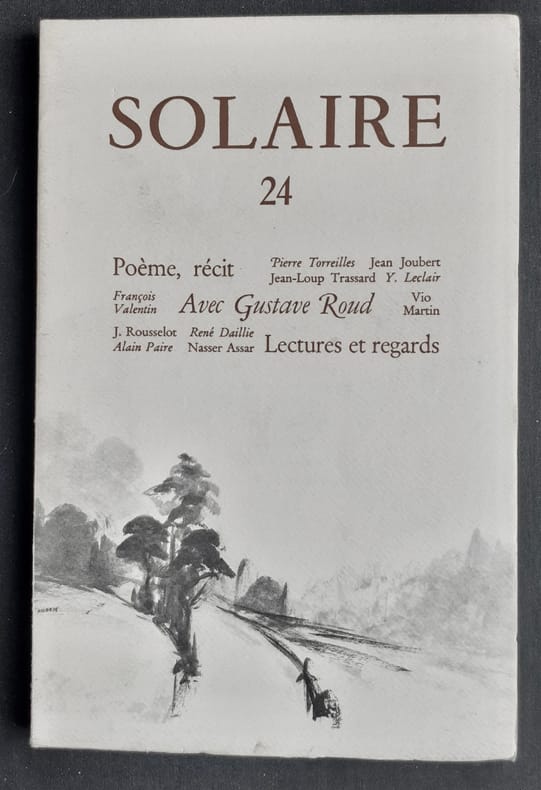 SOLAIRE
24
Poème, récit Pierre Torreilles Jean Joubert
Jean-Loup Trassard Y. Leclair
François Valentin Avec Gustave Roud Vio Martin
J. Rousselot René Daillie
Alain Paire Nasser Assar Lectures et regards